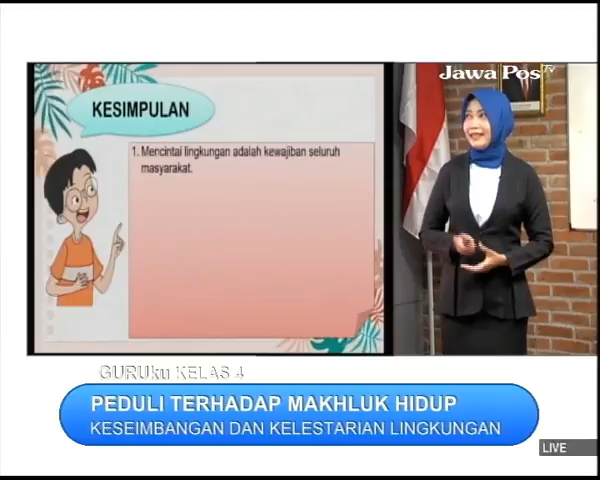 Jawa Pos TV
KESIMPULAN
1. Mencintai lingkungan adalah kewajiban seluruh
masyarakat.
GURUku KELAS 4
PEDULI TERHADAP MAKHLUK HIDUP
KESEIMBANGAN DAN KELESTARIAN LINGKUNGAN
LIVE